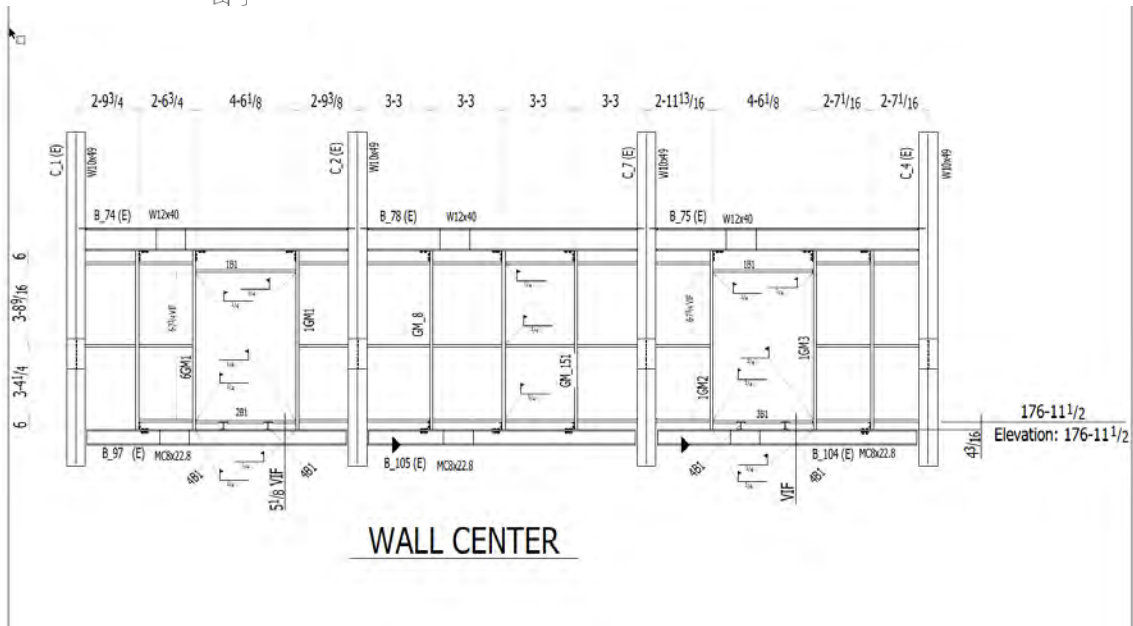 2-9 3/4 2-6 3/4 4-6 1/8 2-9 3/8 3-3 3-3 3-3 3-3 2-11 13/16 4-6 1/8 2-7 1/16 2-7 1/16
C_1 (E)
W10x49
C_2 (E)
W10x49
C_7 (E)
W10x49
C_4 (E)
W10x49
B_74 (E) W12x40
B_78 (E) W12x40
B_75 (E) W12x40
6
3-8 9/16
3-4 1/4
6
1B1
1B1
6GM1
1GM1
GM_8
GM_151
1GM2
1GM3
2B1
3B1
176-11 1/2
Elevation: 176-11 1/2
4 3/16
B_97 (E) MC8x22.8
B_105 (E) MC8x22.8
B_104 (E) MC8x22.8
4B1
4B1
4B1
4B1
5 1/8 VIF
VIF
WALL CENTER